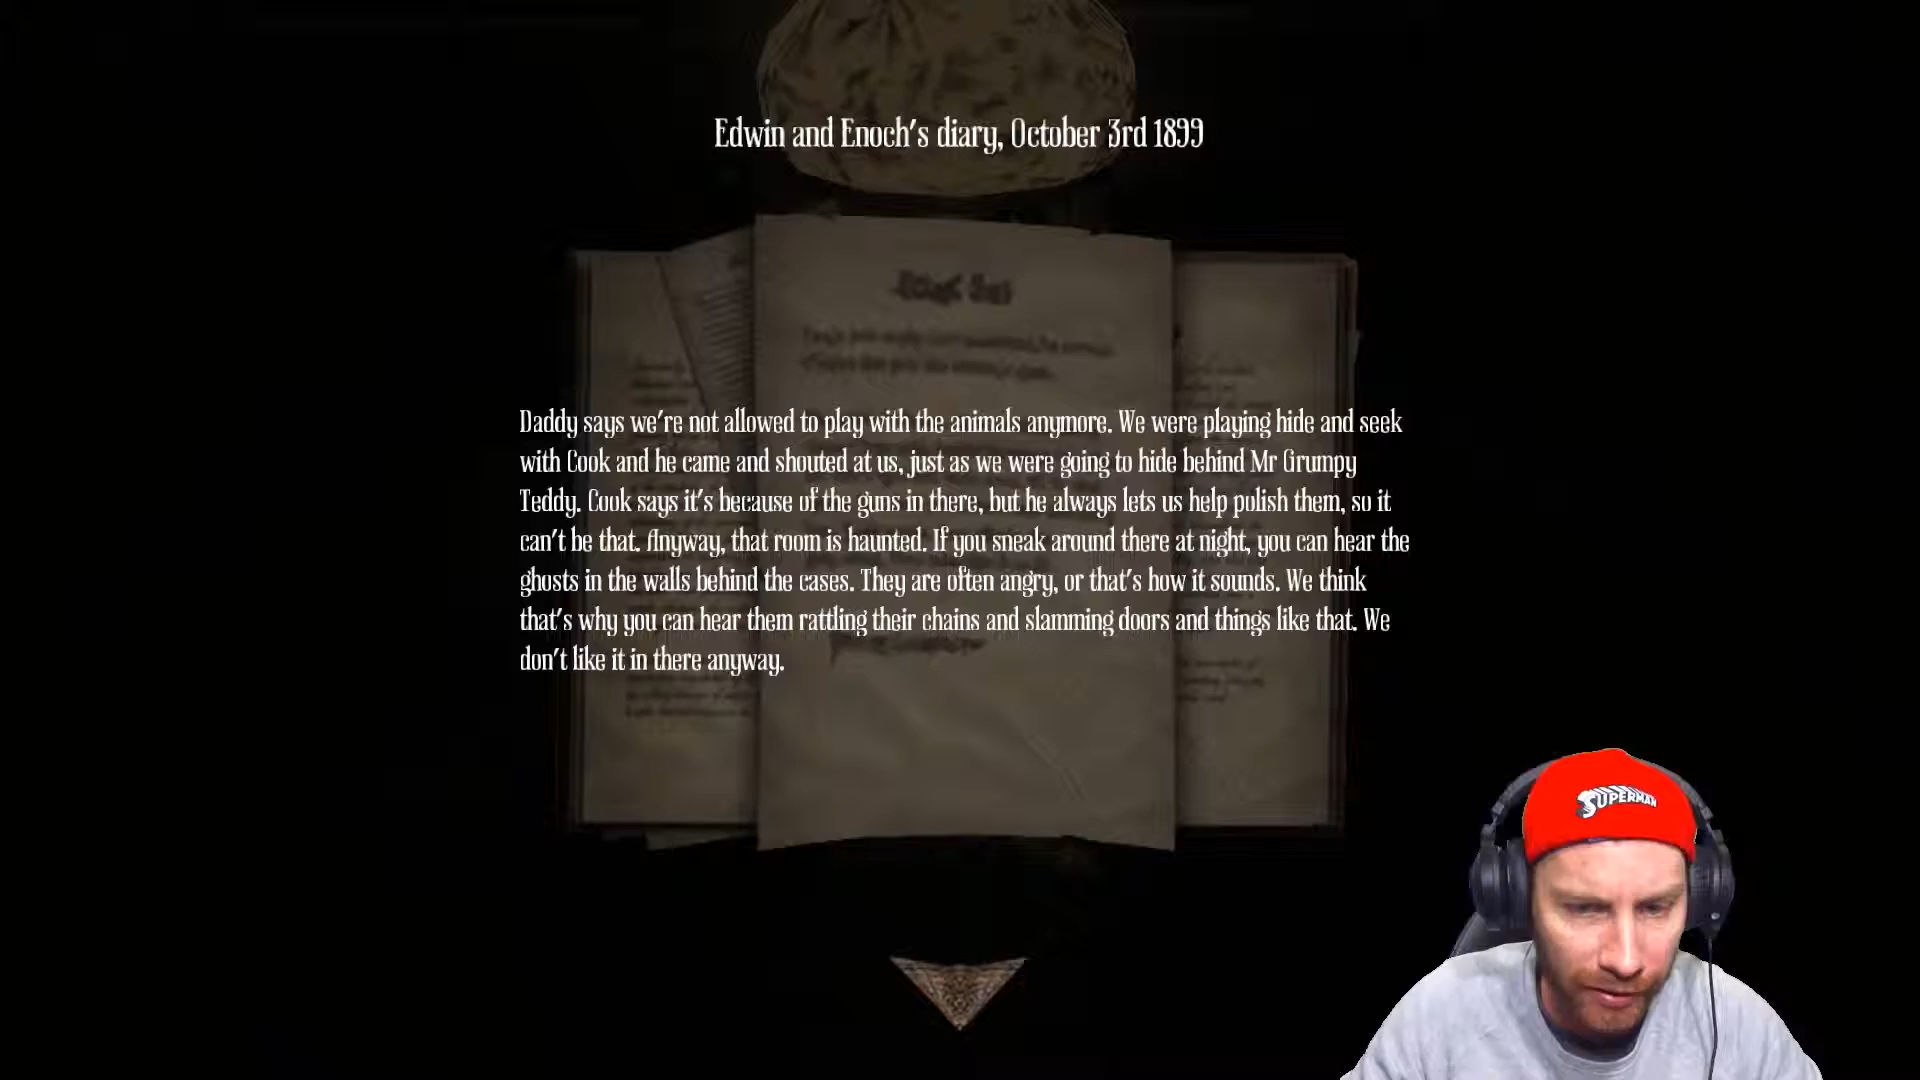 Edwin and Enoch's diary, October 3rd 1899
Daddy says we're not allowed to play with the animals anymore. We were playing hide and seek
with Cook and he came and shouted at us, just as we were going to hide behind Mr Grumpy
Teddy. Cook says it's because of the guns in there, but he always lets us help polish them, so it
can't be that. Anyway, that room is haunted. If you sneak around there at night, you can hear the
ghosts in the walls behind the cases. They are often angry, or that's how it sounds. We think
that's why you can hear them rattling their chains and slamming doors and things like that. We
don't like it in there anyway.
SUPERMAN